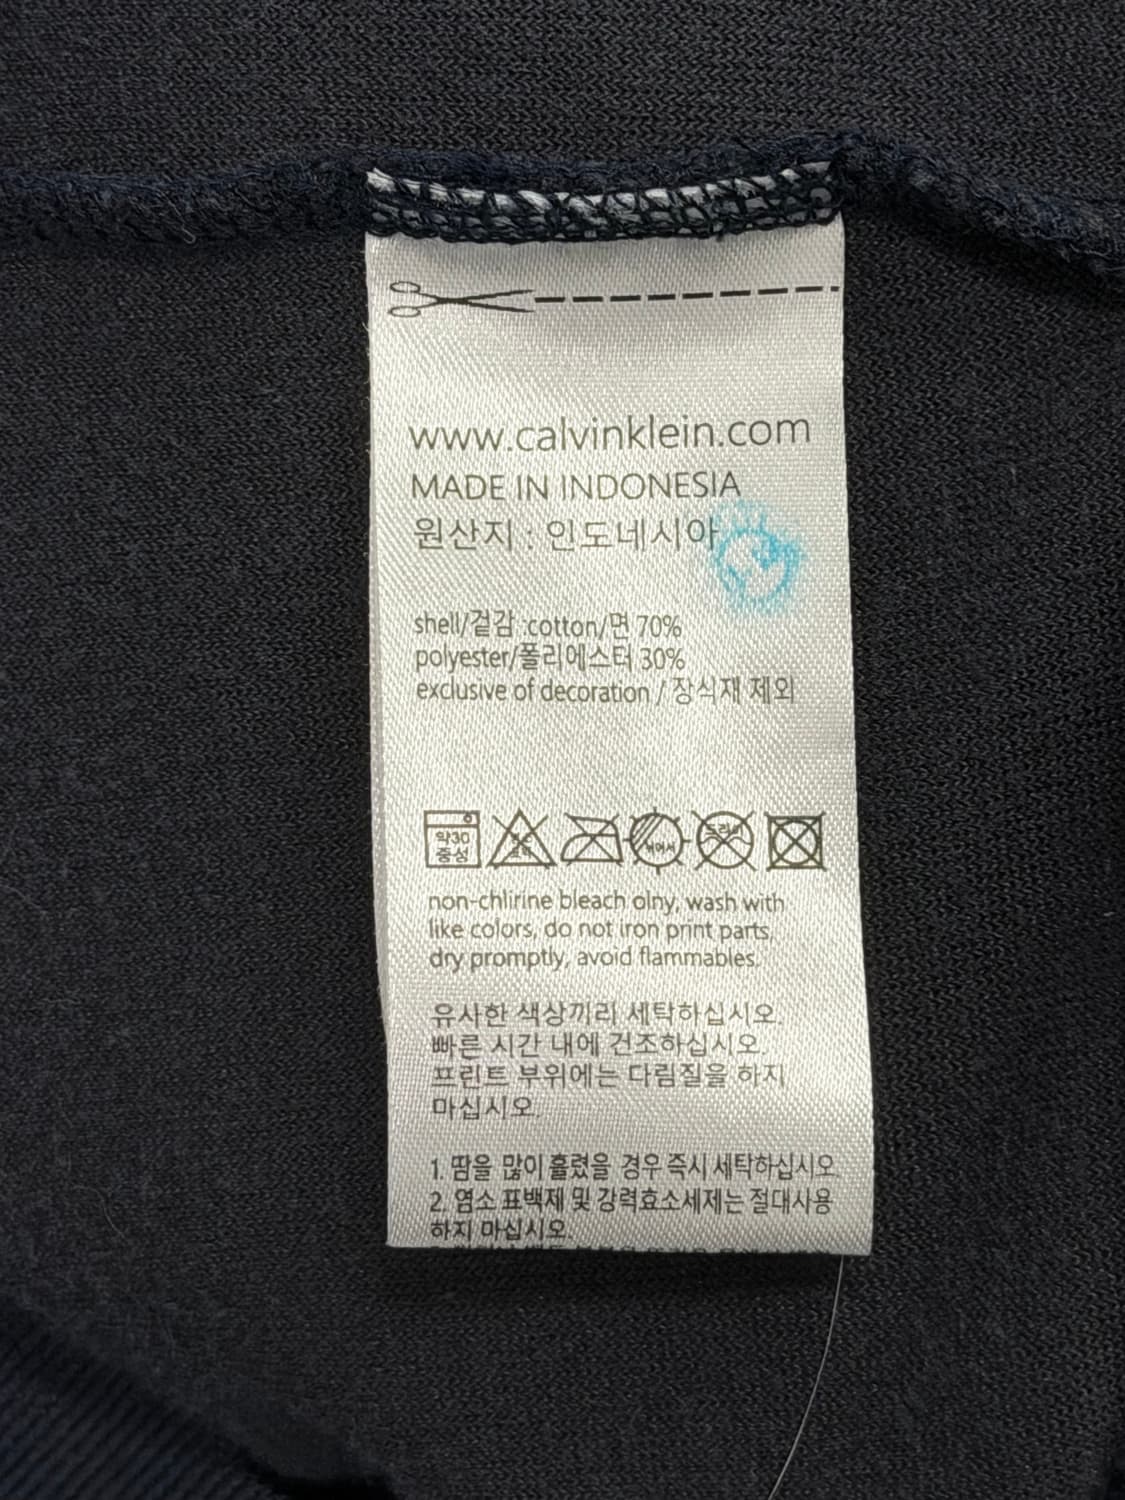 www.calvinklein.com
MADE IN INDONESIA
원산지 : 인도네시아
shell/겉감 :cotton/면 70%
polyester/폴리에스터 30%
exclusive of decoration / 장식재 제외
약30
중성
드라이
non-chlirine bleach olny, wash with
like colors, do not iron print parts,
dry promptly, avoid flammables.
유사한 색상끼리 세탁하십시오.
빠른 시간 내에 건조하십시오.
프린트 부위에는 다림질을 하지
마십시오.
1. 땀을 많이 흘렸을 경우 즉시 세탁하십시오
2. 염소 표백제 및 강력효소세제는 절대사용
하지 마십시오.